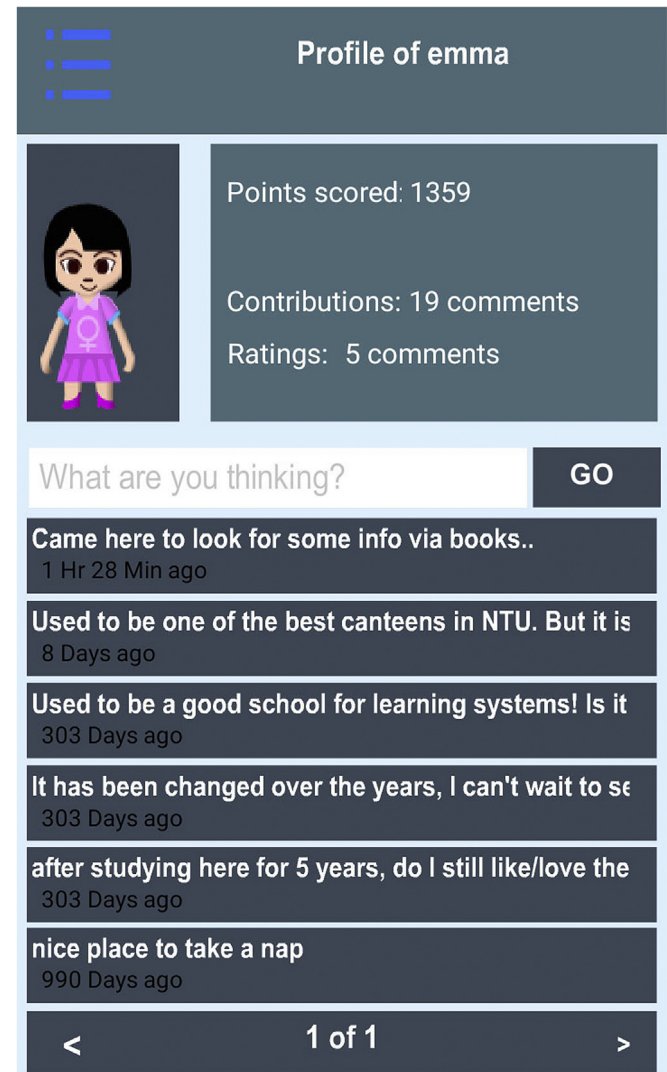 Profile of emma
Points scored: 1359
Contributions: 19 comments
Ratings: 5 comments
What are you thinking?
GO
Came here to look for some info via books..
1 Hr 28 Min ago
Used to be one of the best canteens in NTU. But it is
8 Days ago
Used to be a good school for learning systems! Is it
303 Days ago
It has been changed over the years, I can't wait to se
303 Days ago
after studying here for 5 years, do I still like/love the
303 Days ago
nice place to take a nap
990 Days ago
< 1 of 1 >